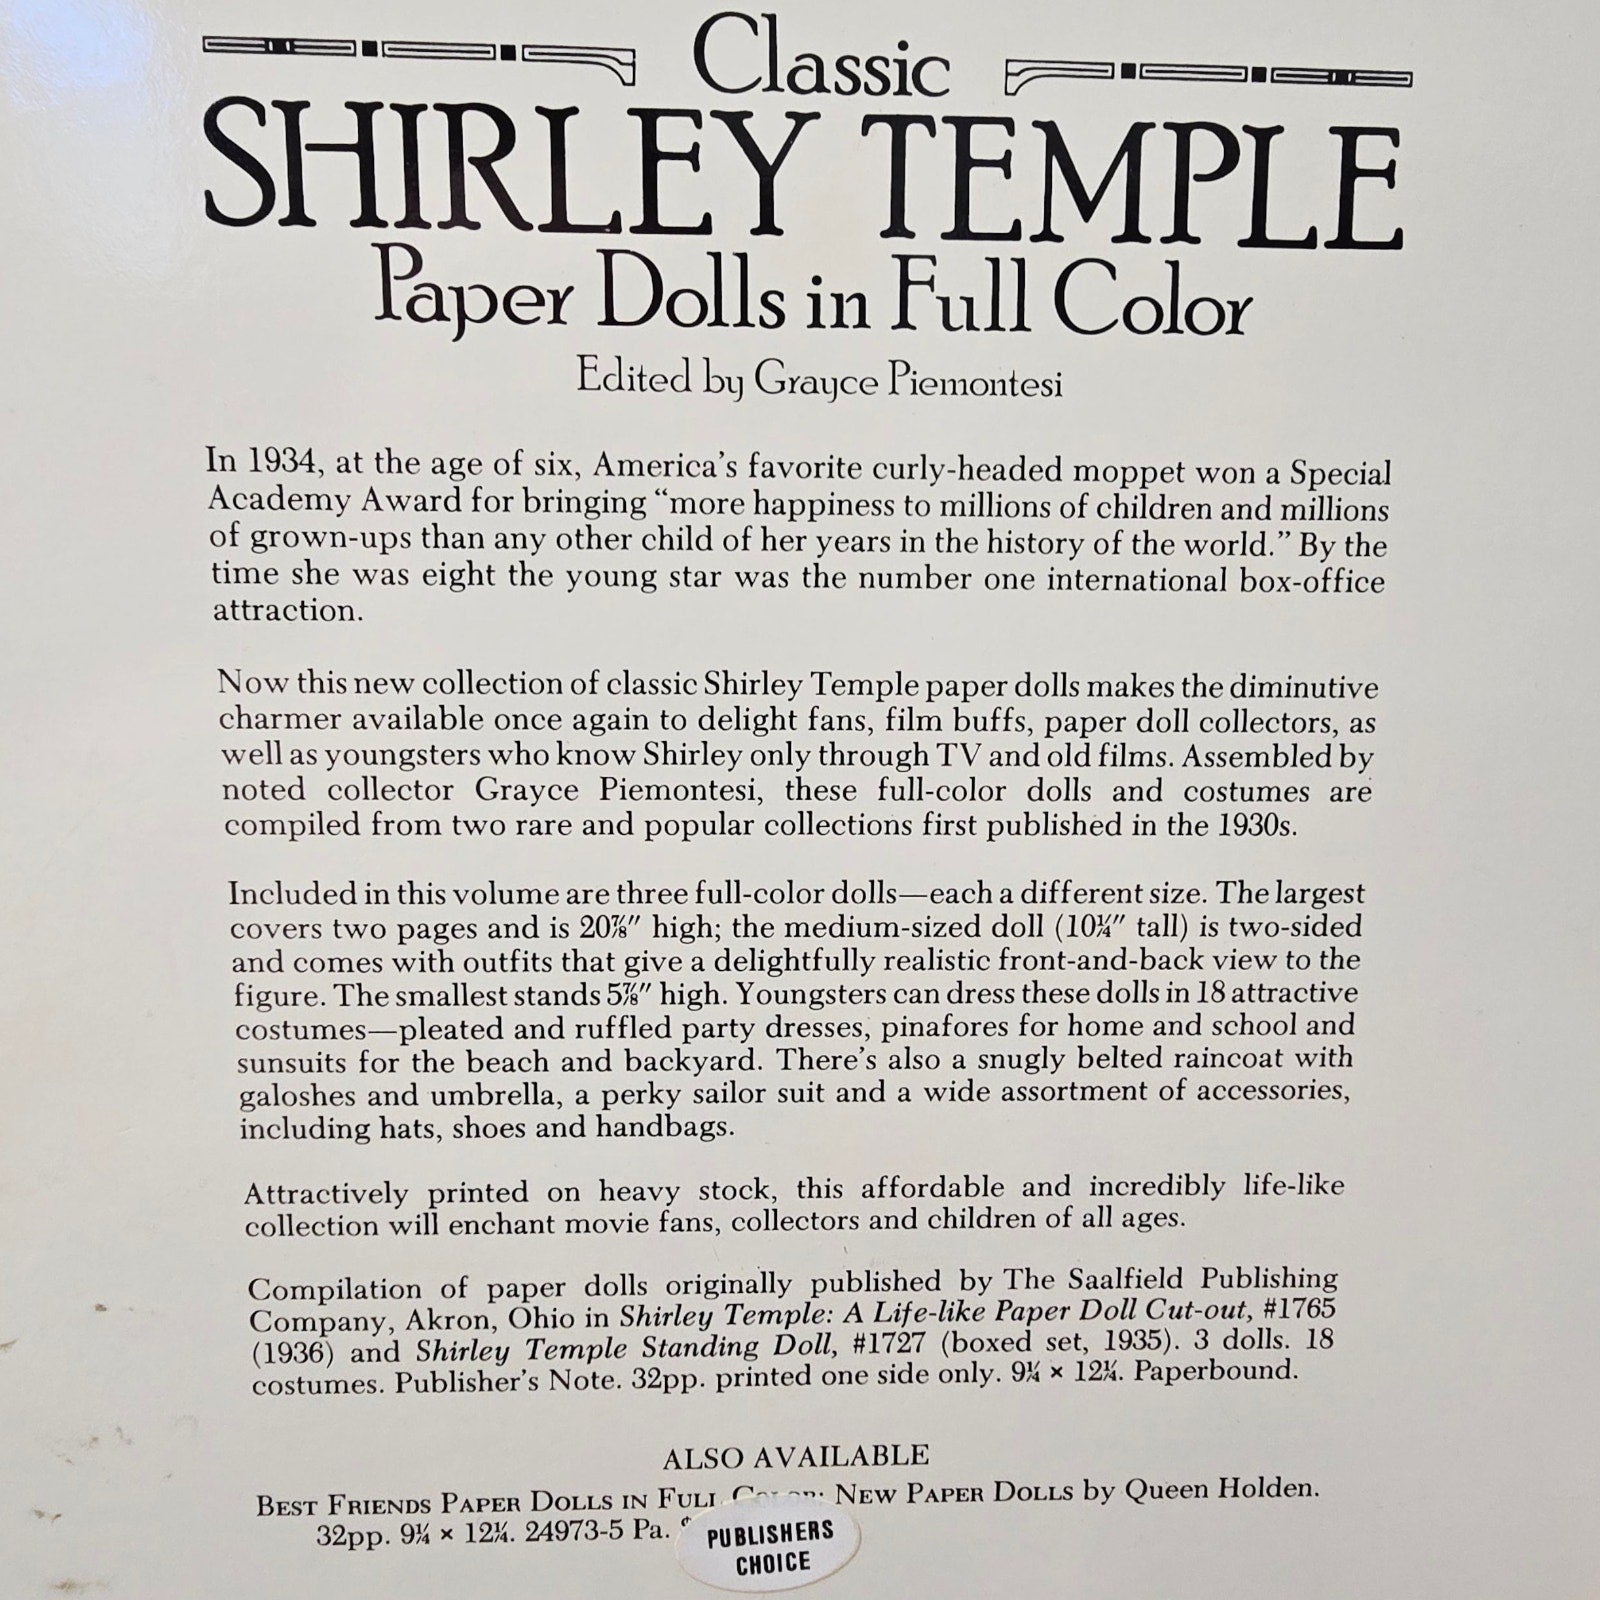 Classic
SHIRLEY TEMPLE
Paper Dolls in Full Color
Edited by Grayce Piemontesi
In 1934, at the age of six, America's favorite curly-headed moppet won a Special
Academy Award for bringing “more happiness to millions of children and millions
of grown-ups than any other child of her years in the history of the world.” By the
time she was eight the young star was the number one international box-office
attraction.
Now this new collection of classic Shirley Temple paper dolls makes the diminutive
charmer available once again to delight fans, film buffs, paper doll collectors, as
well as youngsters who know Shirley only through TV and old films. Assembled by
noted collector Grayce Piemontesi, these full-color dolls and costumes are
compiled from two rare and popular collections first published in the 1930s.
Included in this volume are three full-color dolls—each a different size. The largest
covers two pages and is 20⅞″ high; the medium-sized doll (10¼″ tall) is two-sided
and comes with outfits that give a delightfully realistic front-and-back view to the
figure. The smallest stands 5⅞″ high. Youngsters can dress these dolls in 18 attractive
costumes—pleated and ruffled party dresses, pinafores for home and school and
sunsuits for the beach and backyard. There's also a snugly belted raincoat with
galoshes and umbrella, a perky sailor suit and a wide assortment of accessories,
including hats, shoes and handbags.
Attractively printed on heavy stock, this affordable and incredibly life-like
collection will enchant movie fans, collectors and children of all ages.
Compilation of paper dolls originally published by The Saalfield Publishing
Company, Akron, Ohio in Shirley Temple: A Life-like Paper Doll Cut-out, #1765
(1936) and Shirley Temple Standing Doll, #1727 (boxed set, 1935). 3 dolls. 18
costumes. Publisher's Note. 32pp. printed one side only. 9¼ × 12¼. Paperbound.
ALSO AVAILABLE
BEST FRIENDS PAPER DOLLS IN FULL NEW PAPER DOLLS by Queen Holden.
32pp. 9¼ × 12¼. 24973-5 Pa.
PUBLISHERS
CHOICE